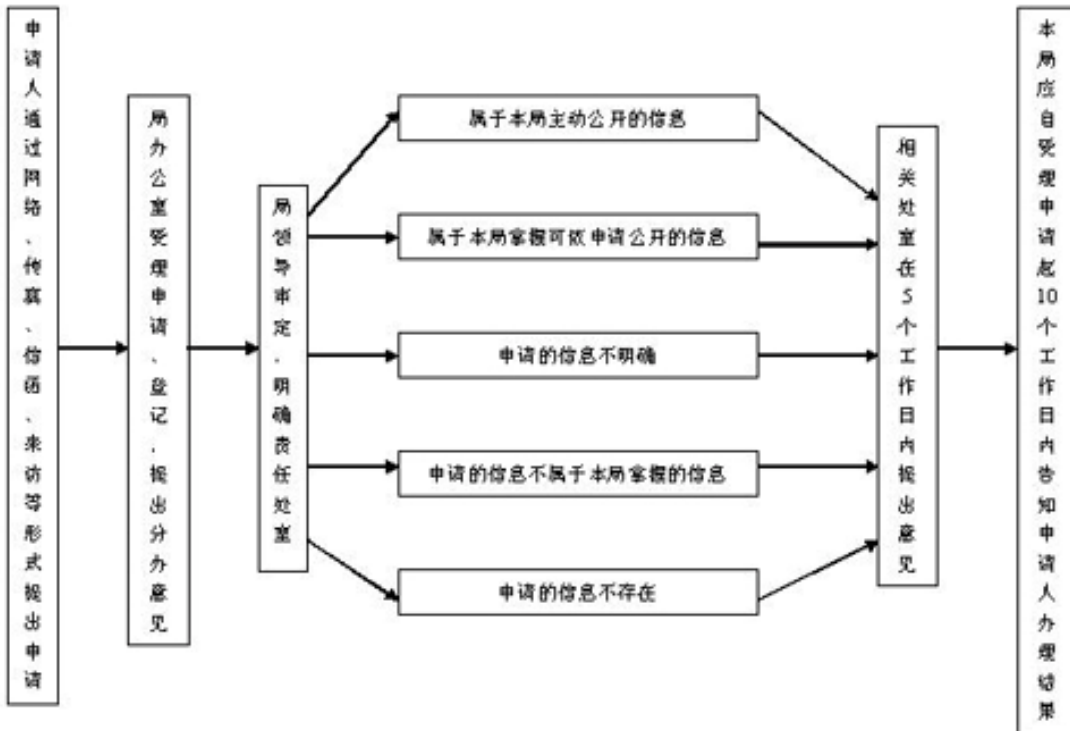 申请人通过网络、传真、信函、来访等形式提出申请
局办公室受理申请、登记，提出分办意见
局领导审定，明确责任处室
属于本局主动公开的信息
属于本局掌握可依申请公开的信息
申请的信息不明确
申请的信息不属于本局掌握的信息
申请的信息不存在
相关处室在5个工作日内提出意见
本局应自受理申请起10个工作日内告知申请人办理结果